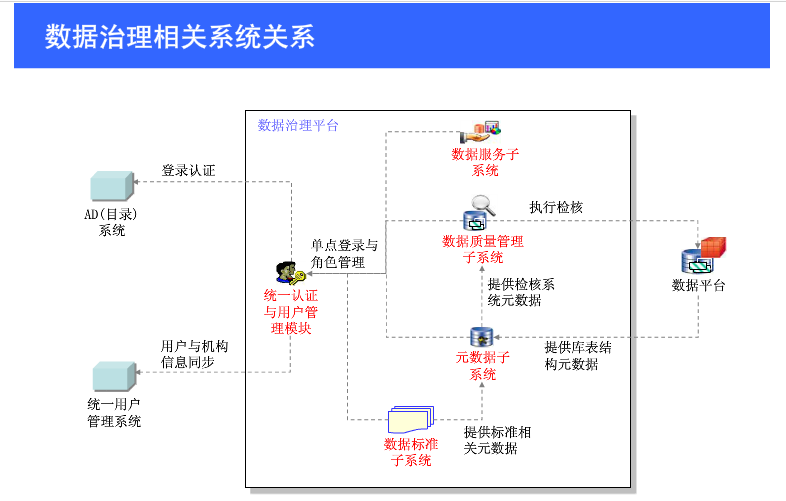 数据治理相关系统关系
数据治理平台
数据服务子
系统
登录认证
AD(目录)
系统
执行检核
数据质量管理
子系统
单点登录与
角色管理
数据平台
提供检核系
统元数据
统一认证
与用户管
理模块
用户与机构
信息同步
元数据子
系统
提供库表结
构元数据
统一用户
管理系统
数据标准
子系统
提供标准相
关元数据